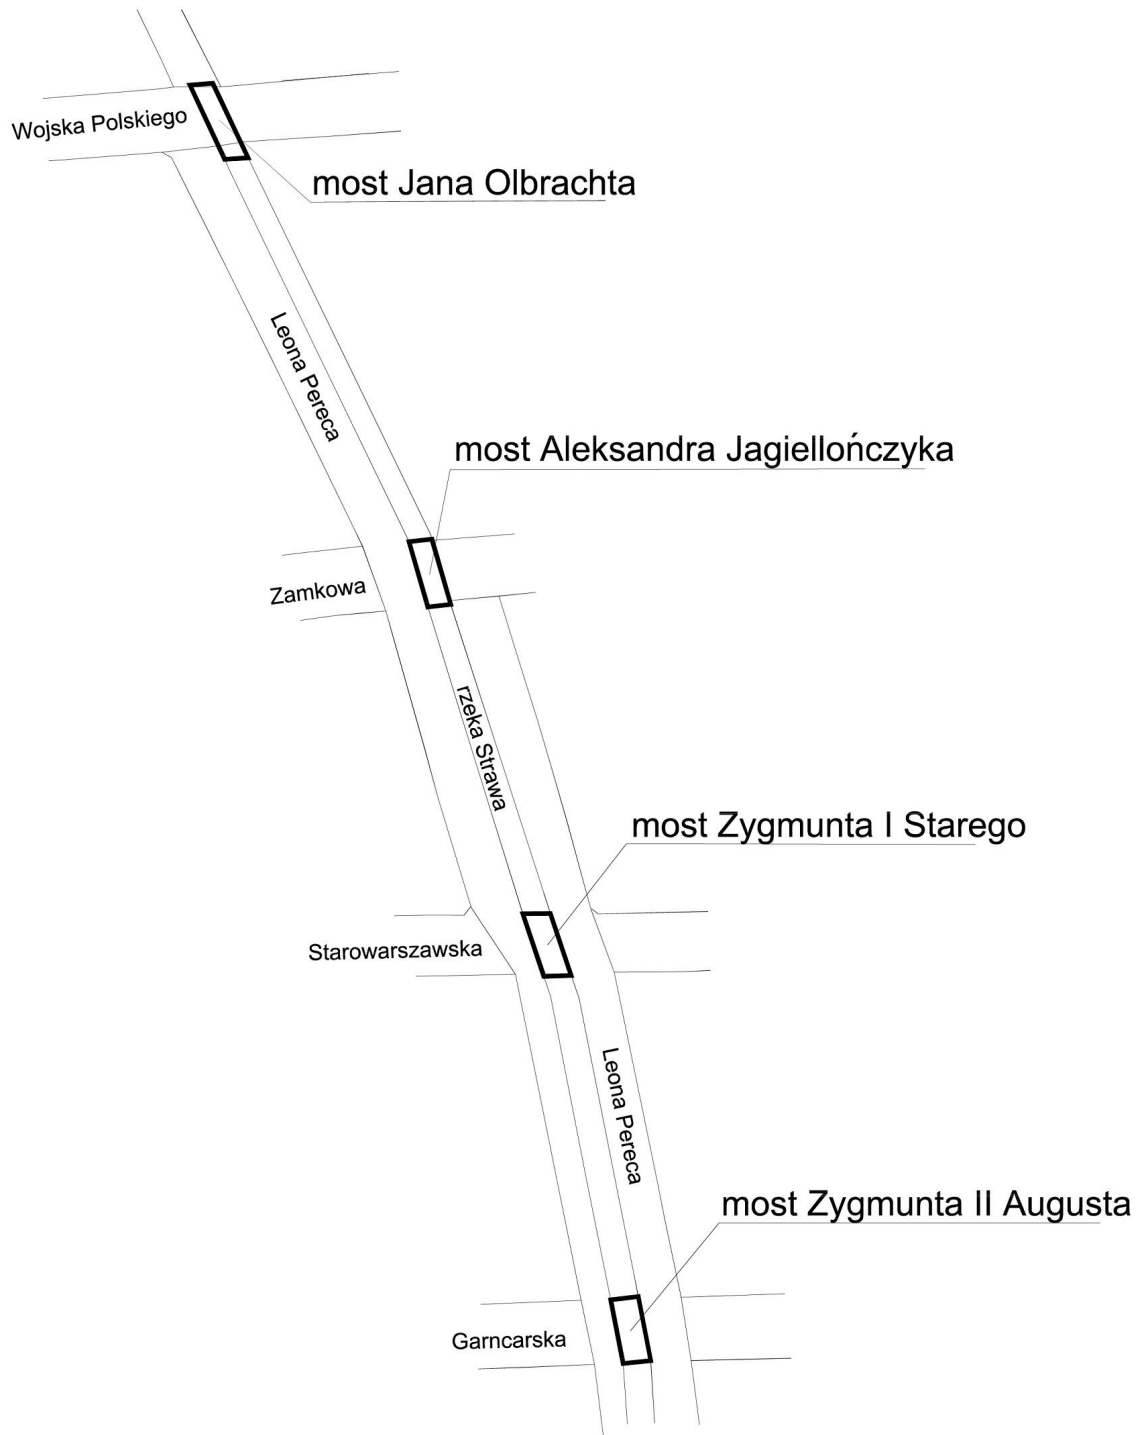 Wojska Polskiego
most Jana Olbrachta
Leona Pereca
most Aleksandra Jagiellończyka
Zamkowa
rzeka Strawa
most Zygmunta I Starego
Starowarszawska
Leona Pereca
most Zygmunta II Augusta
Garncarska